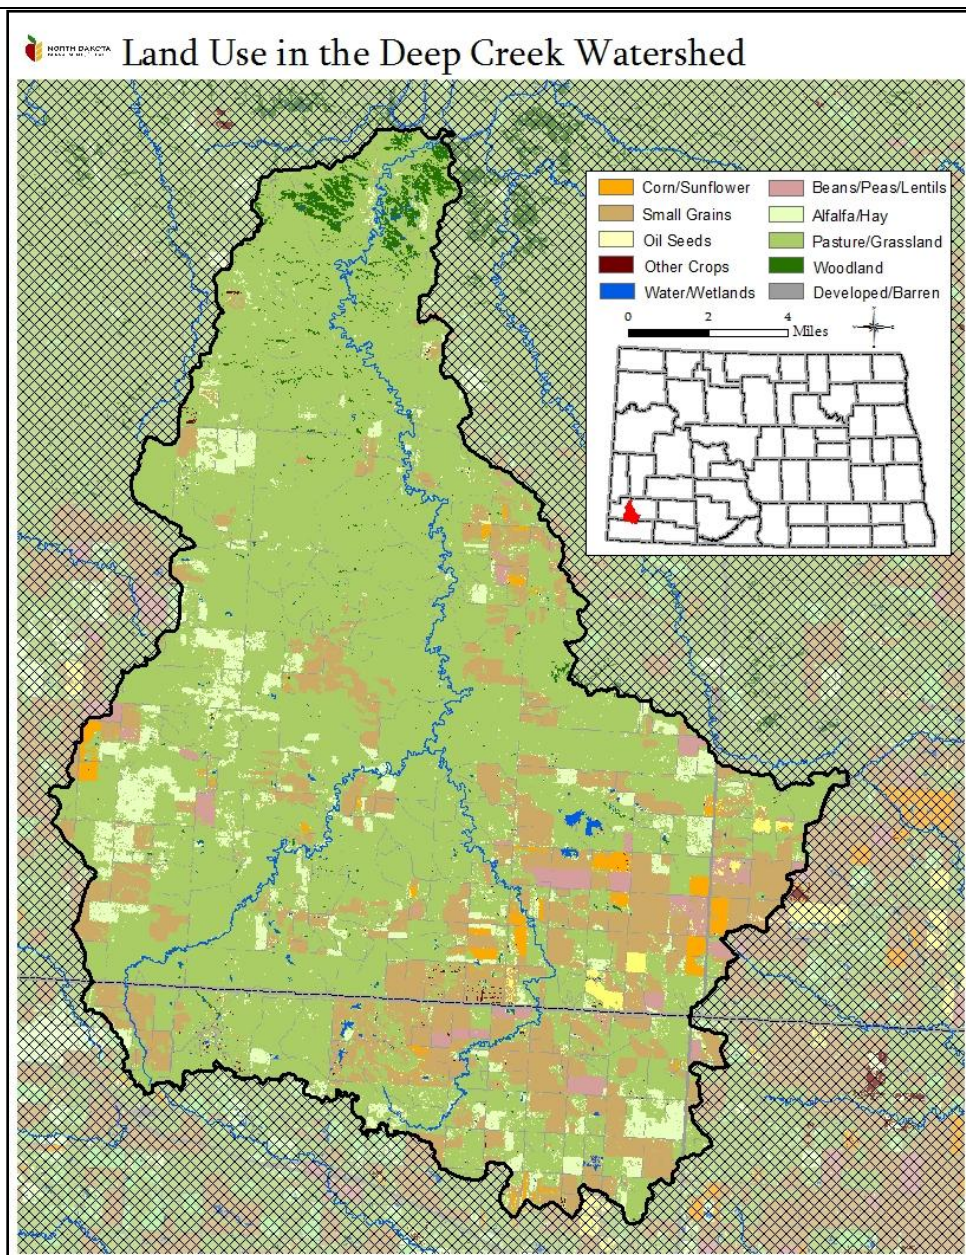 NORTH DAKOTA
Land Use in the Deep Creek Watershed
Corn/Sunflower
Beans/Peas/Lentils
Small Grains
Alfalfa/Hay
Oil Seeds
Pasture/Grassland
Other Crops
Woodland
Water/Wetlands
Developed/Barren
0 2 4 Miles